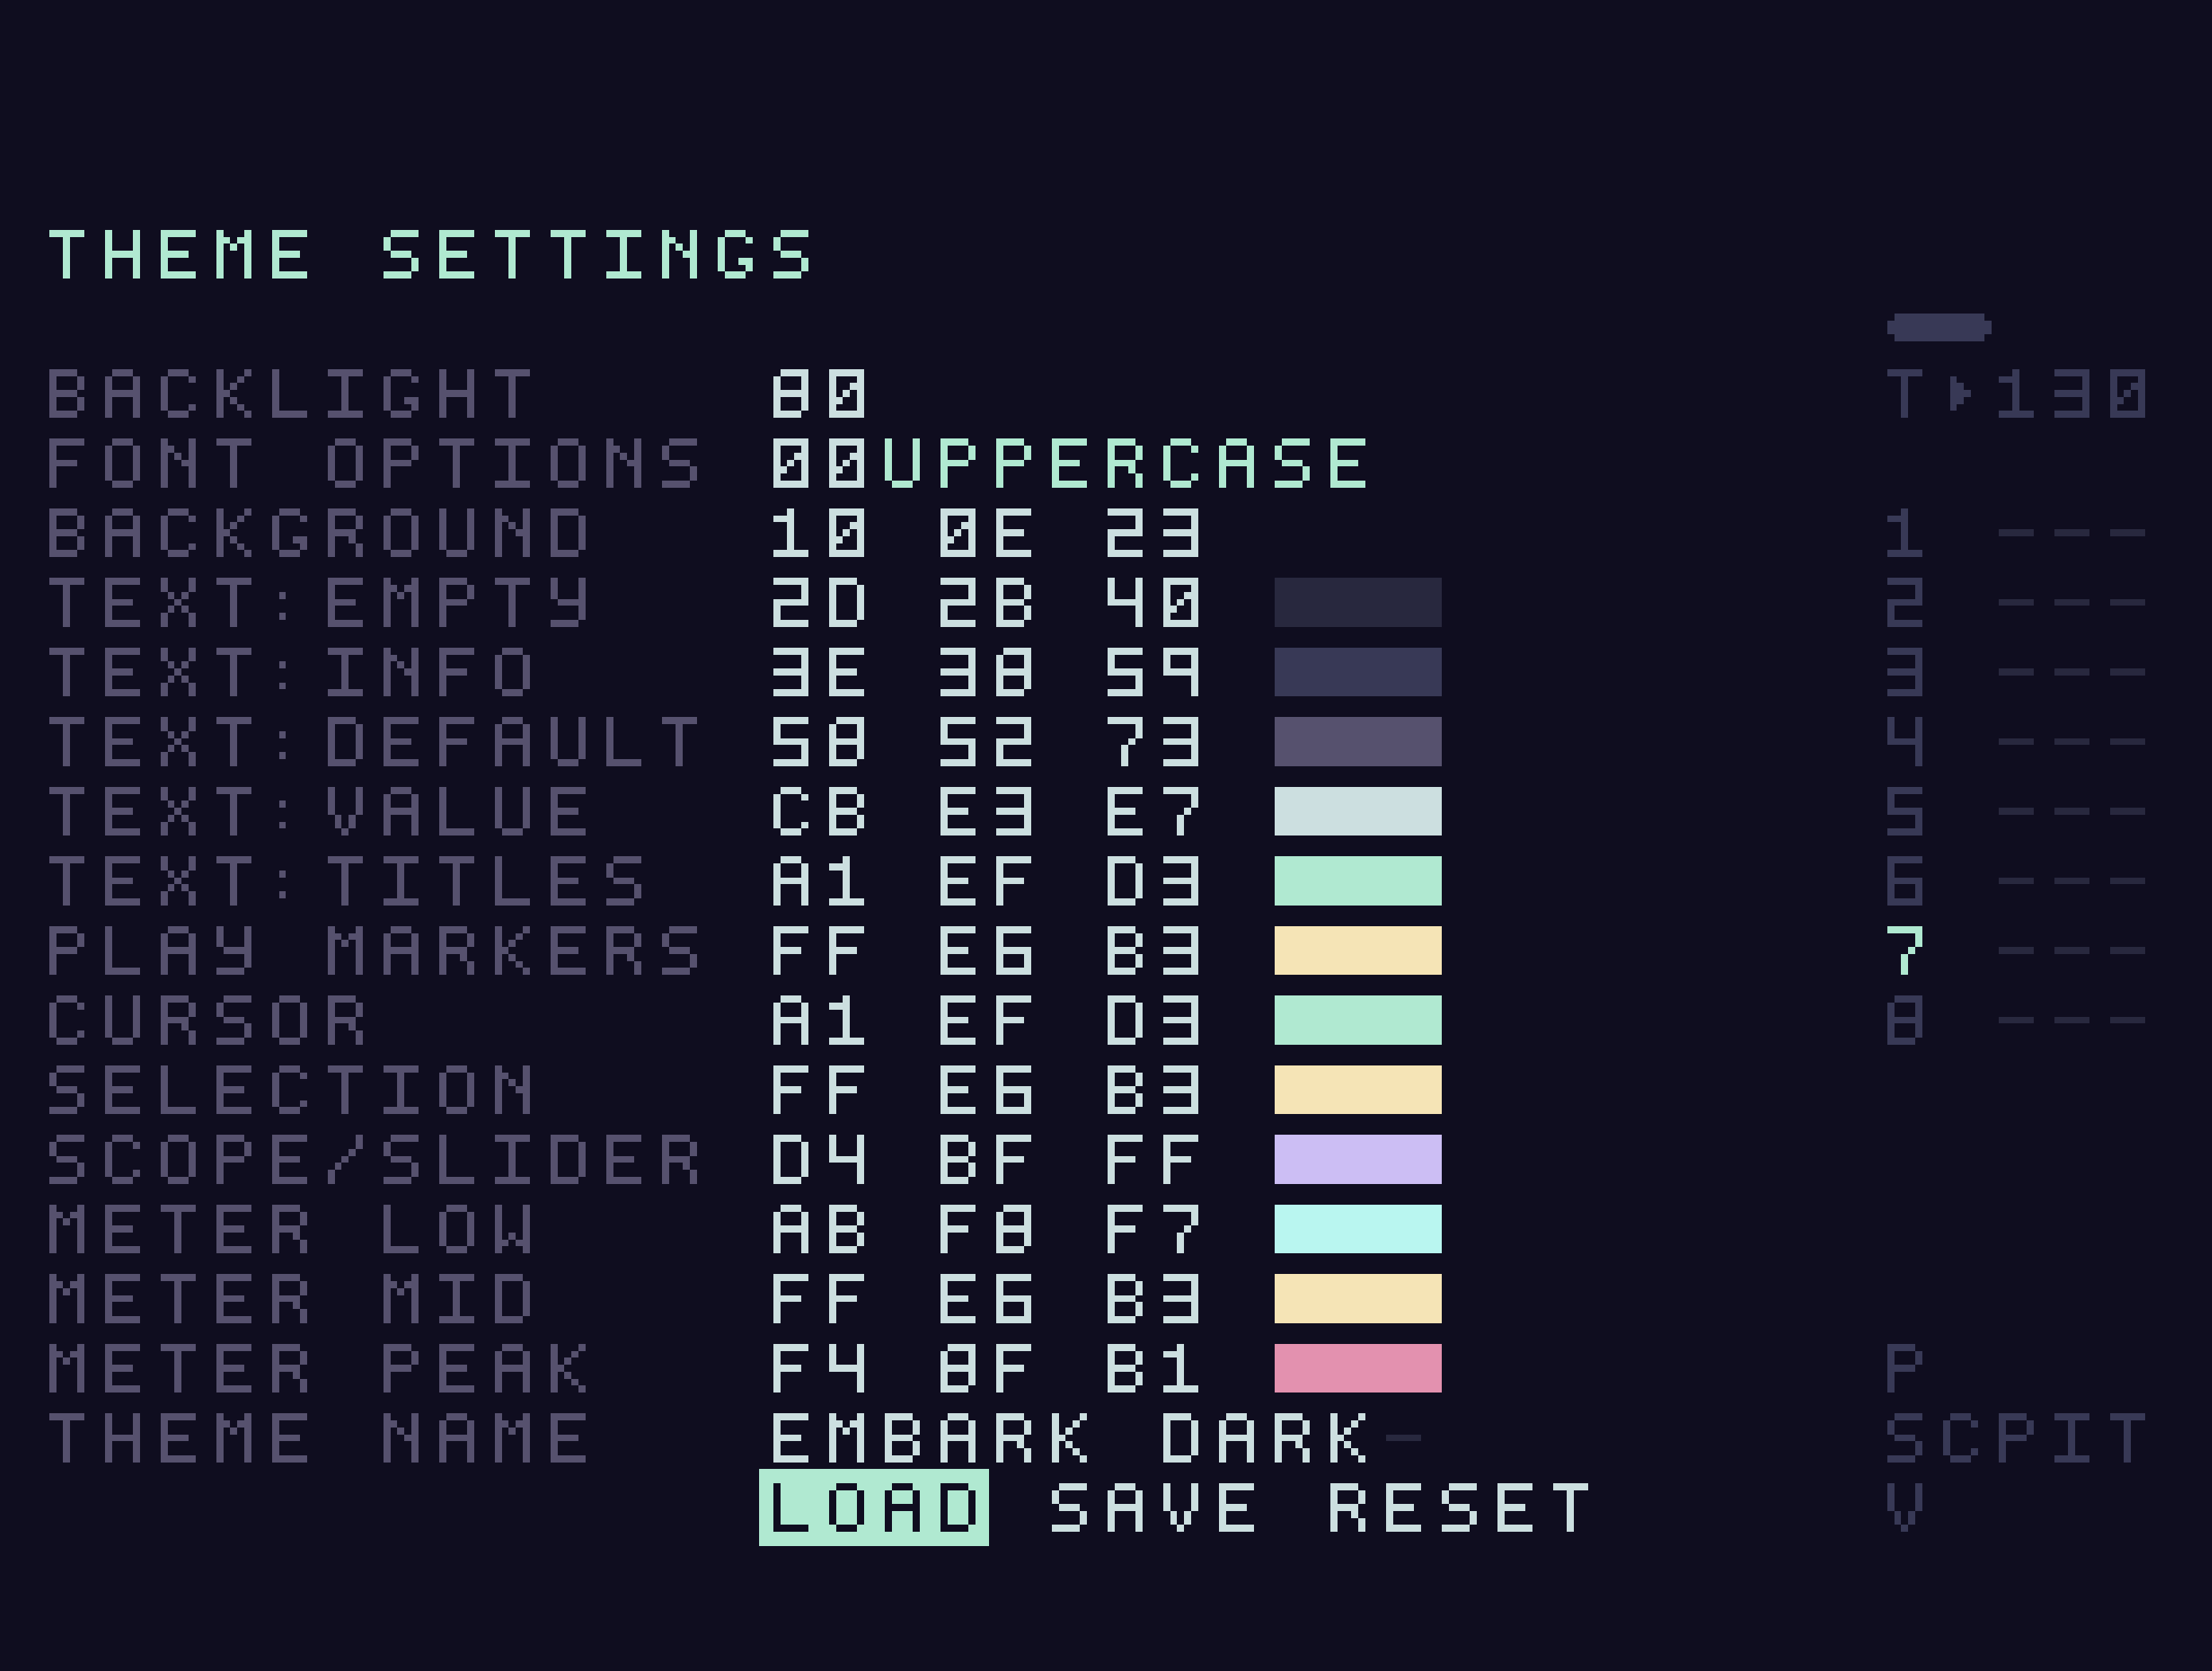 THEME SETTINGS
BACKLIGHT 80 T▸130
FONT OPTIONS 00UPPERCASE
BACKGROUND 10 0E 23 1 ---
TEXT:EMPTY 2D 2B 40 2 ---
TEXT:INFO 3E 38 59 3 ---
TEXT:DEFAULT 58 52 73 4 ---
TEXT:VALUE CB E3 E7 5 ---
TEXT:TITLES A1 EF D3 6 ---
PLAY MARKERS FF E6 B3 7 ---
CURSOR A1 EF D3 8 ---
SELECTION FF E6 B3
SCOPE/SLIDER D4 BF FF
METER LOW AB F8 F7
METER MID FF E6 B3
METER PEAK F4 8F B1 P
THEME NAME EMBARK DARK- SCPIT
LOAD SAVE RESET V